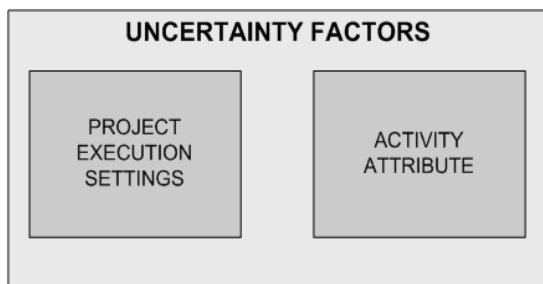 UNCERTAINTY FACTORS
PROJECT
EXECUTION
SETTINGS
ACTIVITY
ATTRIBUTE